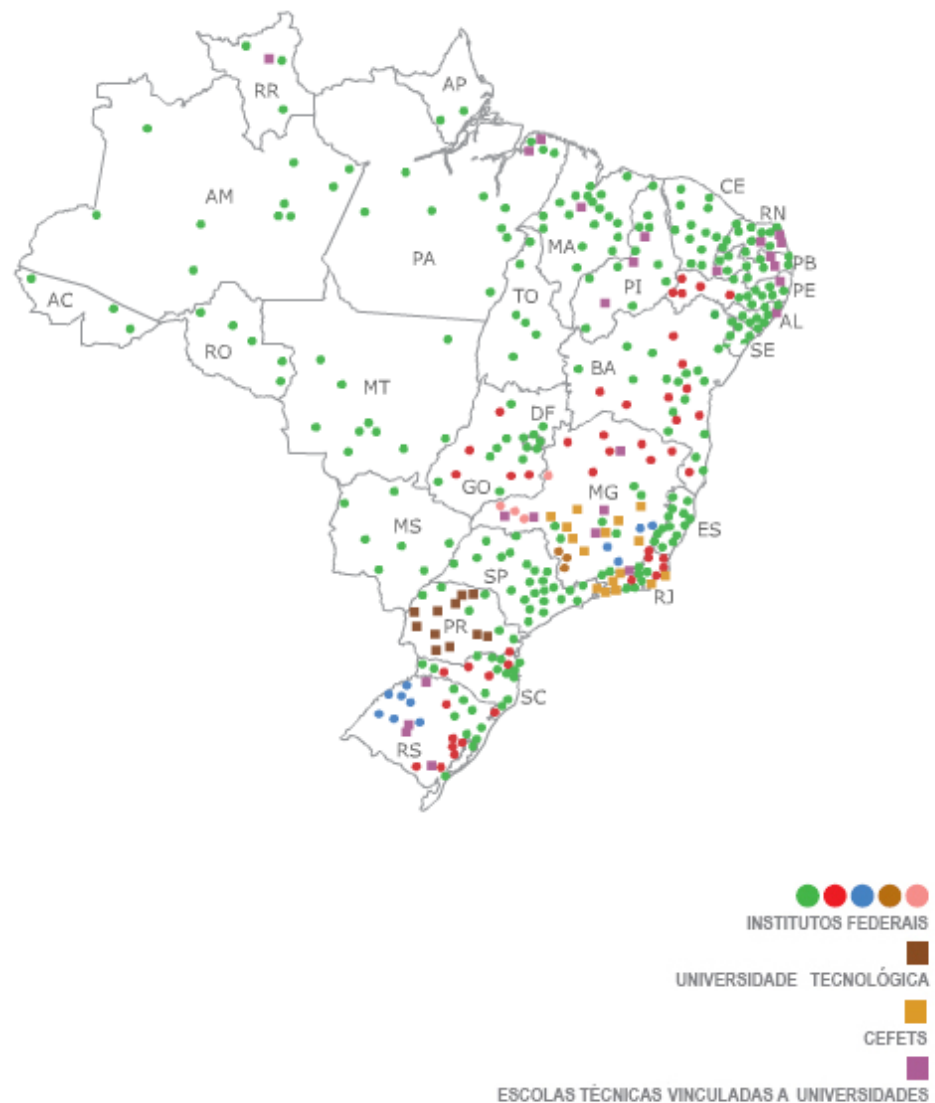 AP
RR
CE
AM
RN
MA
PA
PB
PI
TO
PE
AC
AL
RO
SE
BA
MT
DF
GO
MG
MS
ES
SP
RJ
PR
SC
RS
INSTITUTOS FEDERAIS
UNIVERSIDADE TECNOLÓGICA
CEFETS
ESCOLAS TÉCNICAS VINCULADAS A UNIVERSIDADES